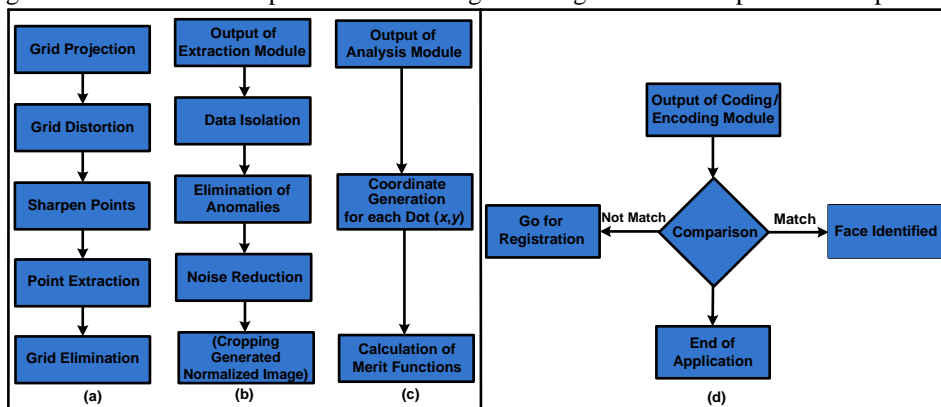 Grid Projection
Grid Distortion
Sharpen Points
Point Extraction
Grid Elimination
(a)
Output of
Extraction Module
Data Isolation
Elimination of
Anomalies
Noise Reduction
(Cropping
Generated
Normalized Image)
(b)
Output of
Analysis Module
Coordinate
Generation
for each Dot (x,y)
Calculation of
Merit Functions
(c)
Output of Coding/
Encoding Module
Comparison
Not Match
Go for
Registration
Match
Face Identified
End of
Application
(d)